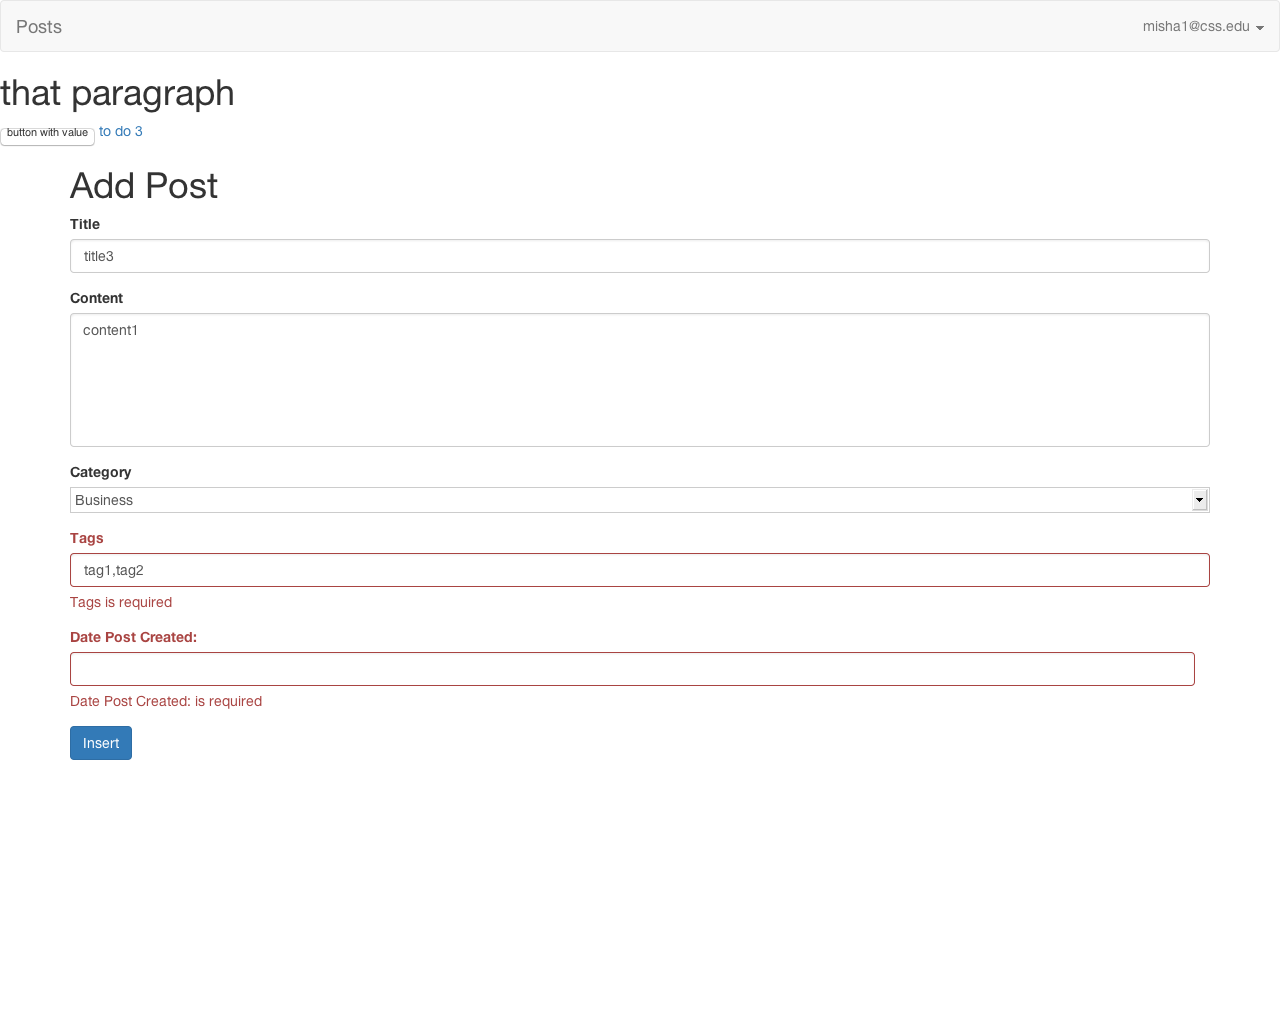 Posts misha1@css.edu
that paragraph
button with value to do 3
Add Post
Title
title3
Content
content1
Category
Business
Tags
tag1,tag2
Tags is required
Date Post Created:
Date Post Created: is required
Insert